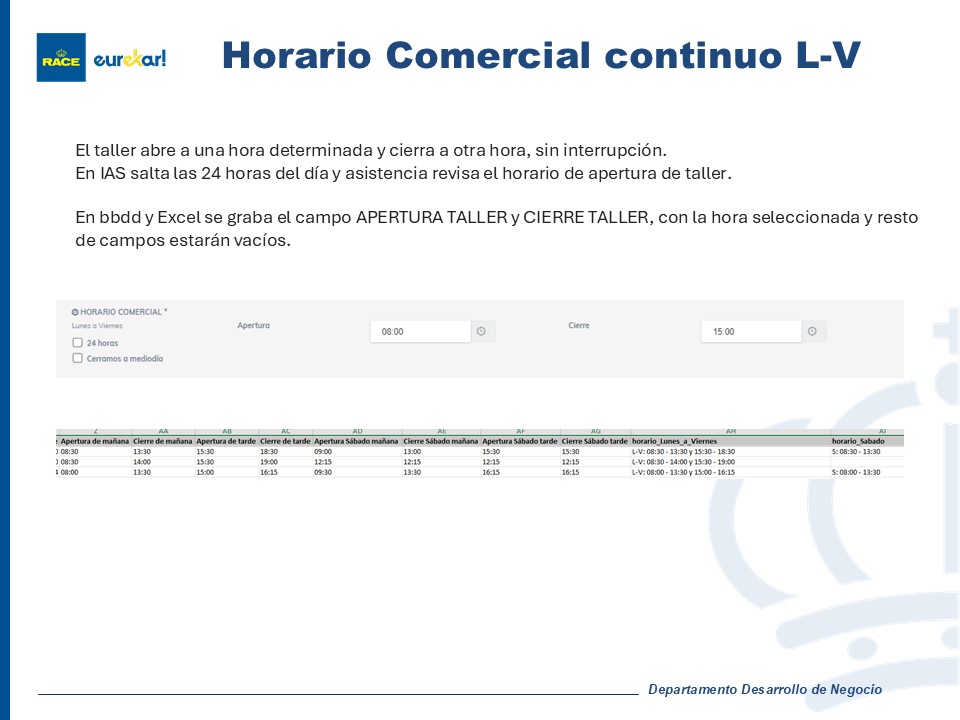 RACE eurekar!
Horario Comercial continuo L-V
El taller abre a una hora determinada y cierra a otra hora, sin interrupción.
En IAS salta las 24 horas del día y asistencia revisa el horario de apertura de taller.
En bbdd y Excel se graba el campo APERTURA TALLER y CIERRE TALLER, con la hora seleccionada y resto
de campos estarán vacíos.
HORARIO COMERCIAL *
Lunes a Viernes Apertura 08:00 Cierre 15:00
24 horas
Cerramos a mediodía
Z AA AB AC AD AE AF AG AH AI
Apertura de mañana Cierre de mañana Apertura de tarde Cierre de tarde Apertura Sábado mañana Cierre Sábado mañana Apertura Sábado tarde Cierre Sábado tarde horario_Lunes_a_Viernes horario_Sabado
08:30 13:30 15:30 18:30 09:00 13:00 15:30 15:30 L-V: 08:30 - 13:30 y 15:30 - 18:30 S: 08:30 - 13:30
08:30 14:00 15:30 19:00 12:15 12:15 12:15 12:15 L-V: 08:30 - 14:00 y 15:30 - 19:00
08:00 13:30 15:00 16:15 09:30 13:30 16:15 16:15 L-V: 08:00 - 13:30 y 15:00 - 16:15 S: 08:00 - 13:30
Departamento Desarrollo de Negocio